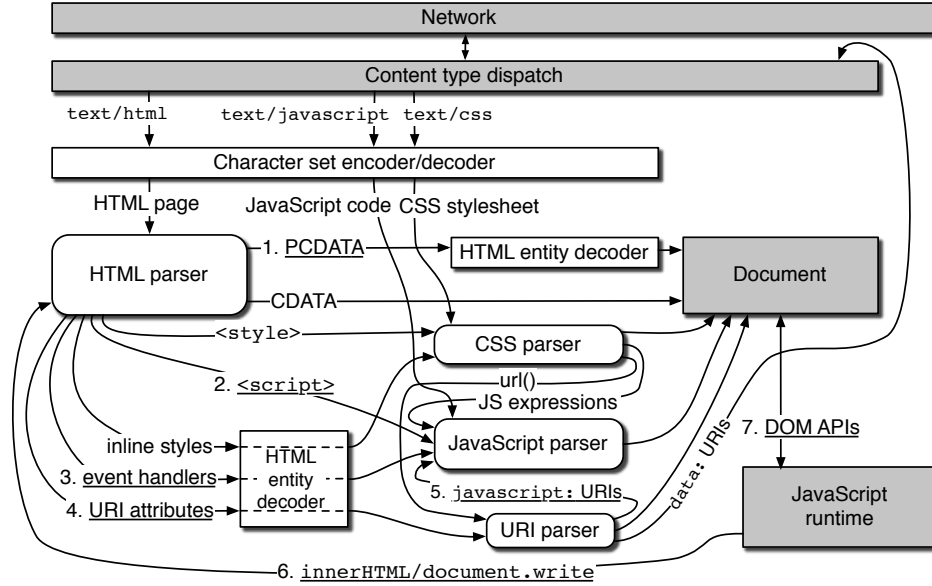 Network
Content type dispatch
text/html
text/javascript
text/css
Character set encoder/decoder
HTML page
JavaScript code
CSS stylesheet
1. PCDATA
HTML entity decoder
HTML parser
Document
CDATA
<style>
CSS parser
url()
2. <script>
JS expressions
JavaScript parser
7. DOM APIs
inline styles
HTML
entity
decoder
3. event handlers
4. URI attributes
5. javascript: URIs
data: URIs
URI parser
JavaScript
runtime
6. innerHTML/document.write